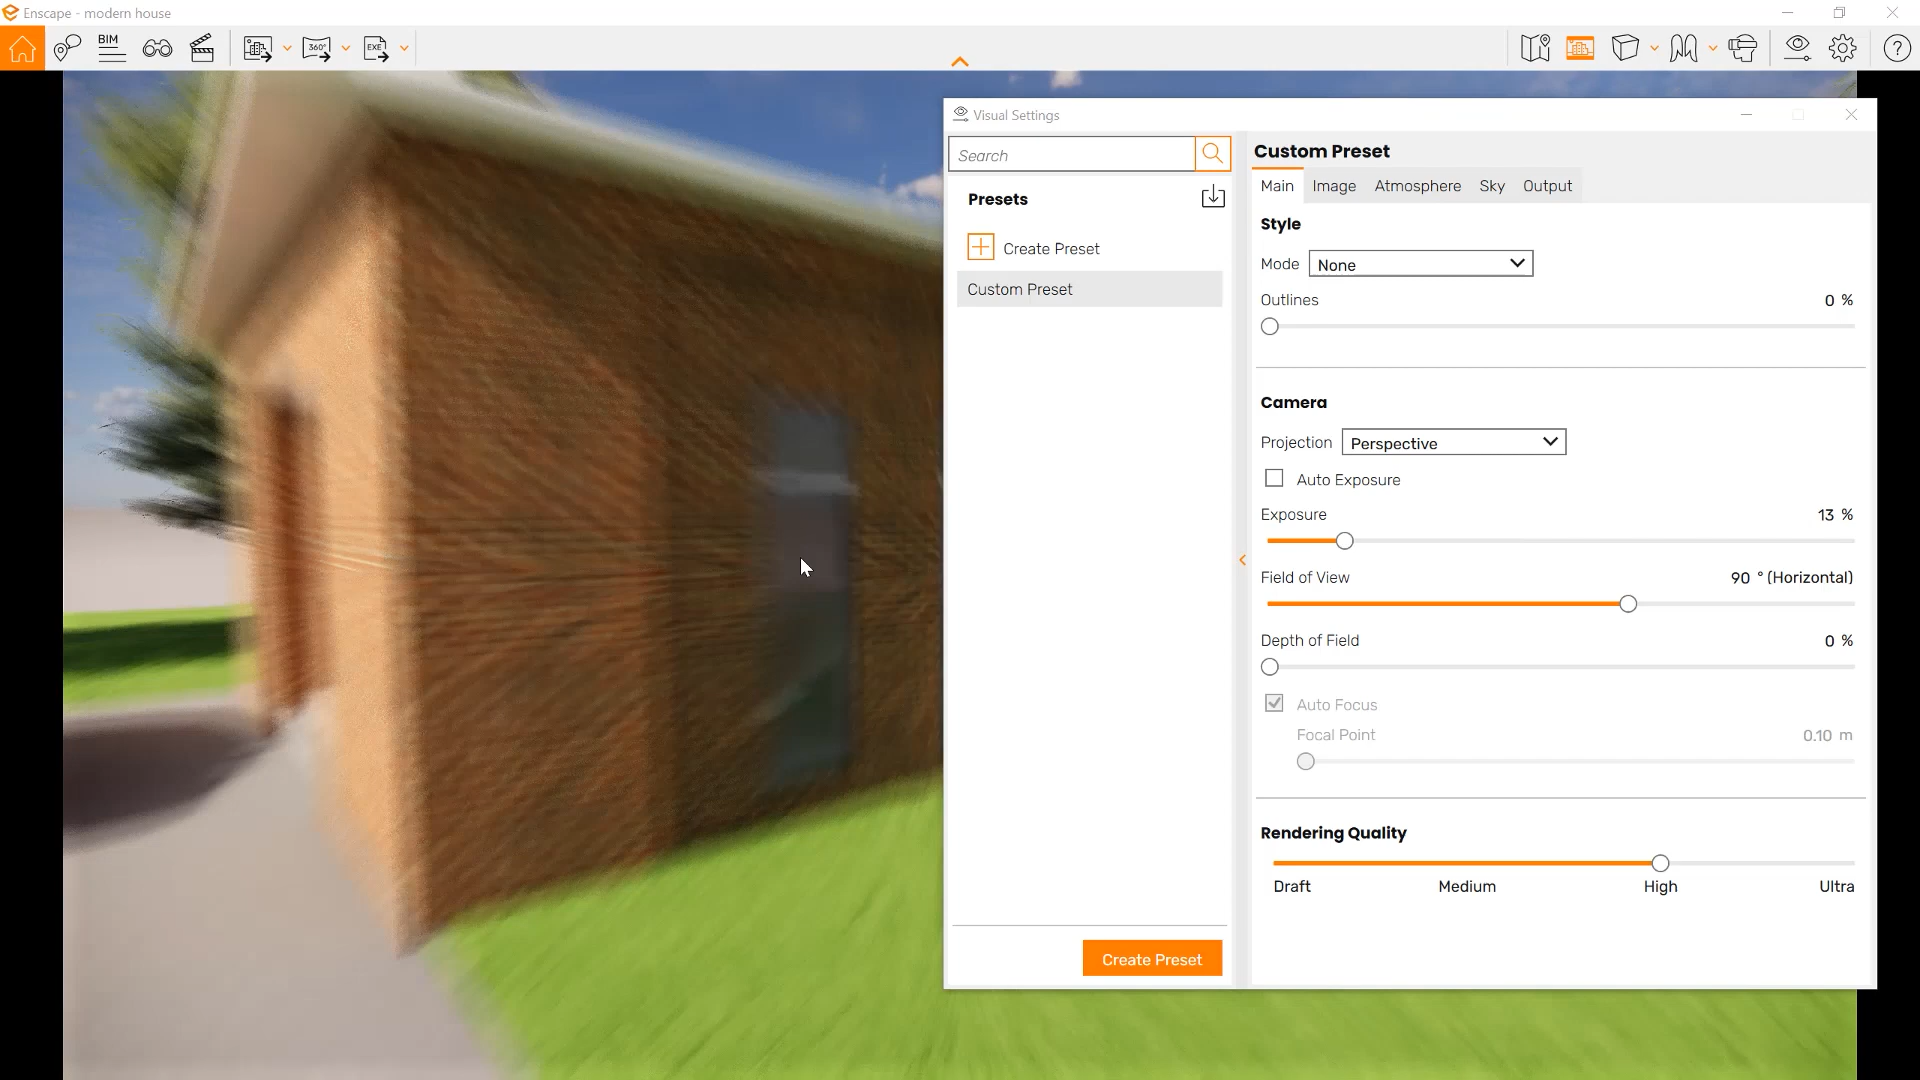 Enscape - modern house
BIM
360°
EXE
Visual Settings
Search
Presets
Create Preset
Custom Preset
Create Preset
Custom Preset
Main Image Atmosphere Sky Output
Style
Mode None
Outlines 0 %
Camera
Projection Perspective
Auto Exposure
Exposure 13 %
Field of View 90 ° (Horizontal)
Depth of Field 0 %
Auto Focus
Focal Point 0.10 m
Rendering Quality
Draft Medium High Ultra